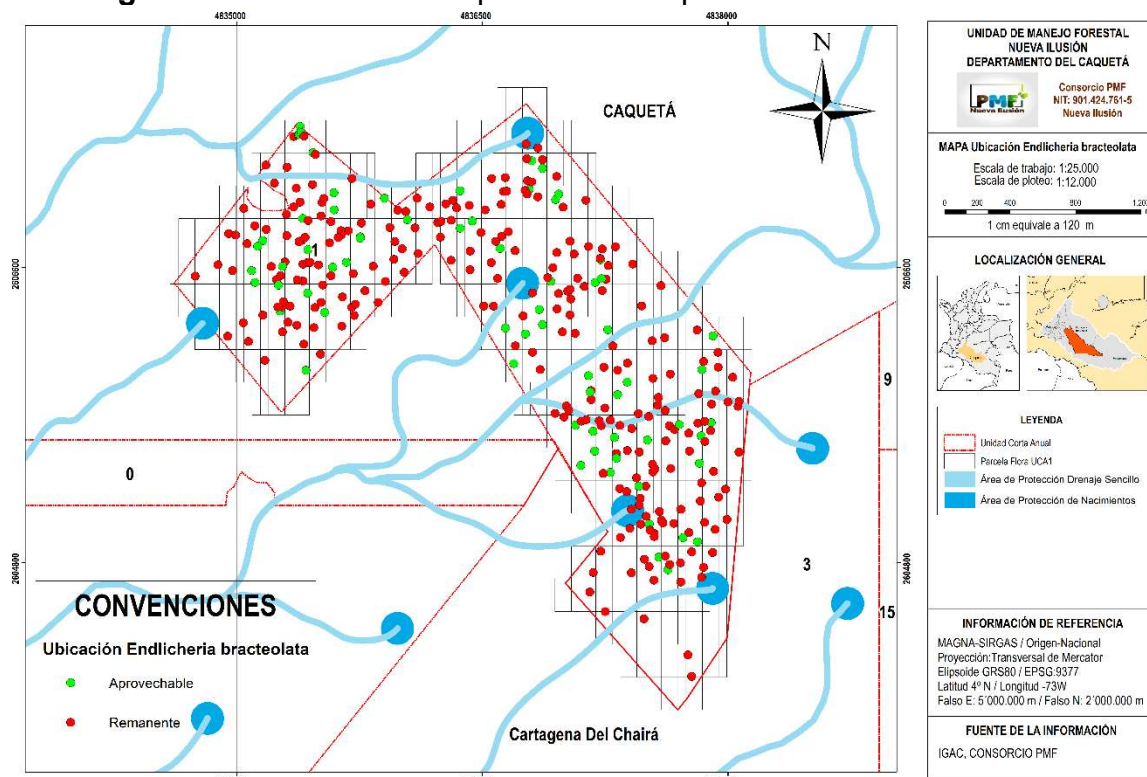 4835000
4836500
4838000
2606600
2604800
2606600
2604800
N
CAQUETÁ
1
0
9
3
15
Cartagena Del Chairá
CONVENCIONES
Ubicación Endlicheria bracteolata
Aprovechable
Remanente
UNIDAD DE MANEJO FORESTAL
NUEVA ILUSIÓN
DEPARTAMENTO DEL CAQUETÁ
PMF
Nueva Ilusión
Consorcio PMF
NIT: 901.424.761-5
Nueva Ilusión
MAPA Ubicación Endlicheria bracteolata
Escala de trabajo: 1:25.000
Escala de ploteo: 1:12.000
0 200 400 800 1200
1 cm equivale a 120 m
LOCALIZACIÓN GENERAL
LEYENDA
Unidad Corta Anual
Parcela Flora UCA1
Área de Protección Drenaje Sencillo
Área de Protección de Nacimientos
INFORMACIÓN DE REFERENCIA
MAGNA-SIRGAS / Origen-Nacional
Proyección:Transversal de Mercator
Elipsoide GRS80 / EPSG:9377
Latitud 4º N / Longitud -73W
Falso E: 5´000.000 m / Falso N: 2´000.000 m
FUENTE DE LA INFORMACIÓN
IGAC, CONSORCIO PMF